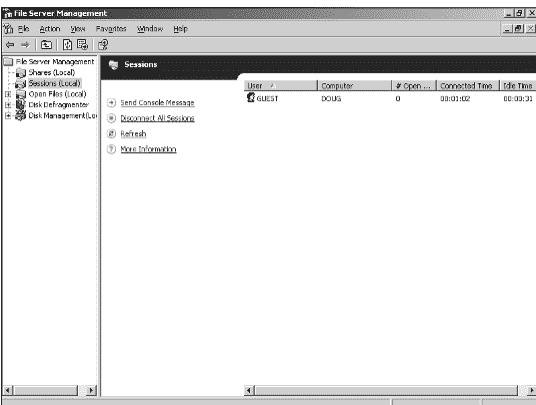 File Server Management
File Action View Favorites Window Help
File Server Management
Shares (Local)
Sessions (Local)
Open Files (Local)
Disk Defragmenter
Disk Management(Lo
Sessions
Send Console Message
Disconnect All Sessions
Refresh
More Information
User Computer # Open ... Connected Time Idle Time
GUEST DOUG 0 00:01:02 00:00:31